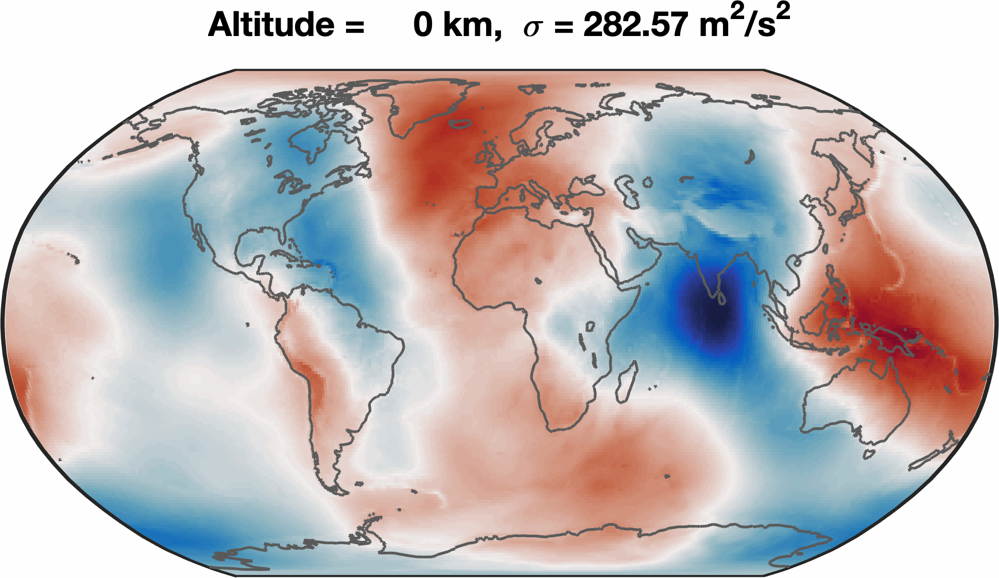 Altitude = 0 km, σ = 282.57 m²/s²